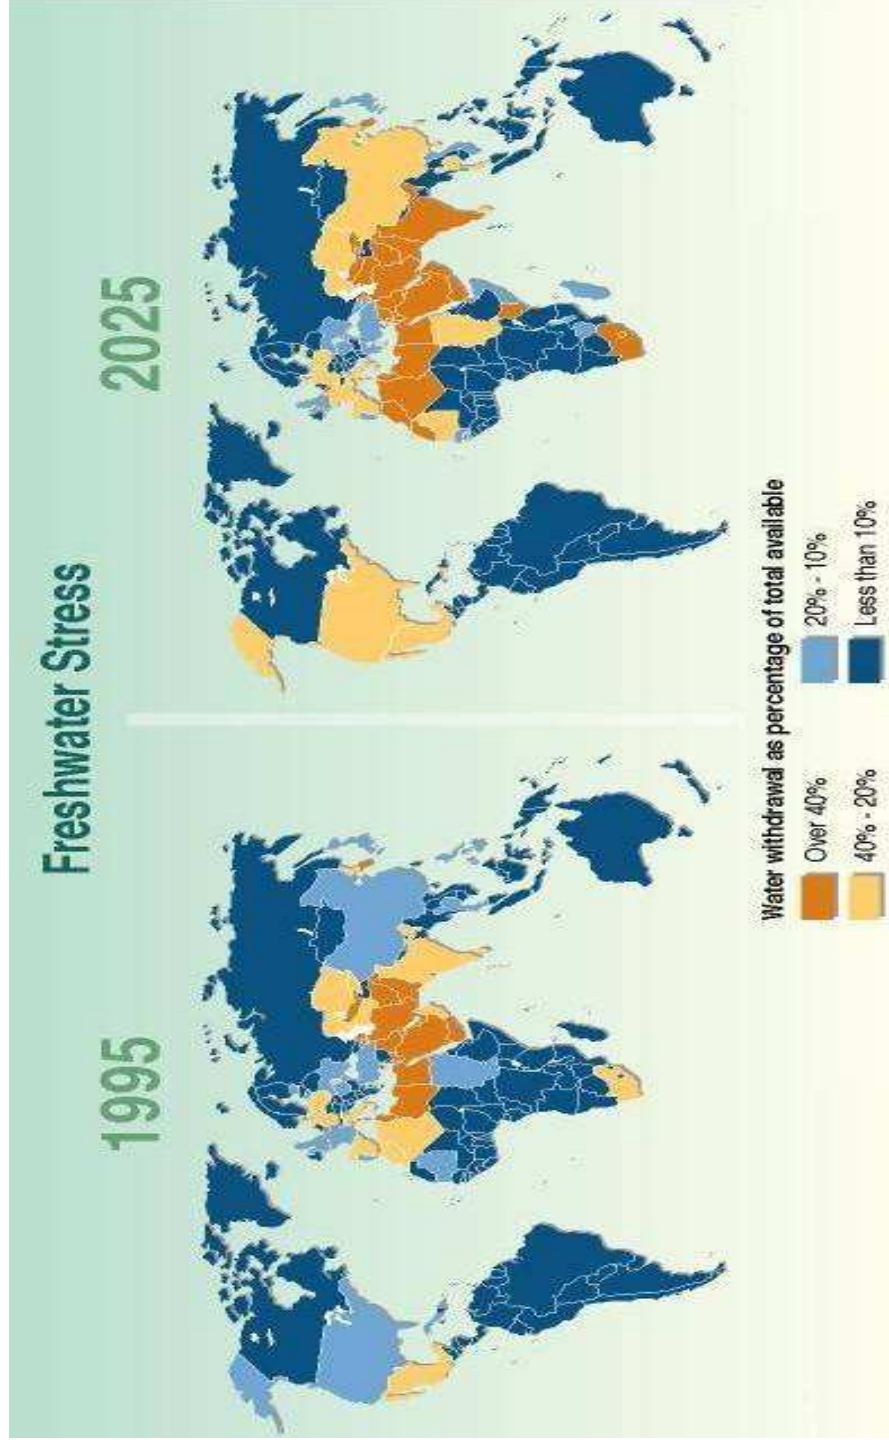 Freshwater Stress
1995
2025
Water withdrawal as percentage of total available
Over 40%
20% - 10%
40% - 20%
Less than 10%